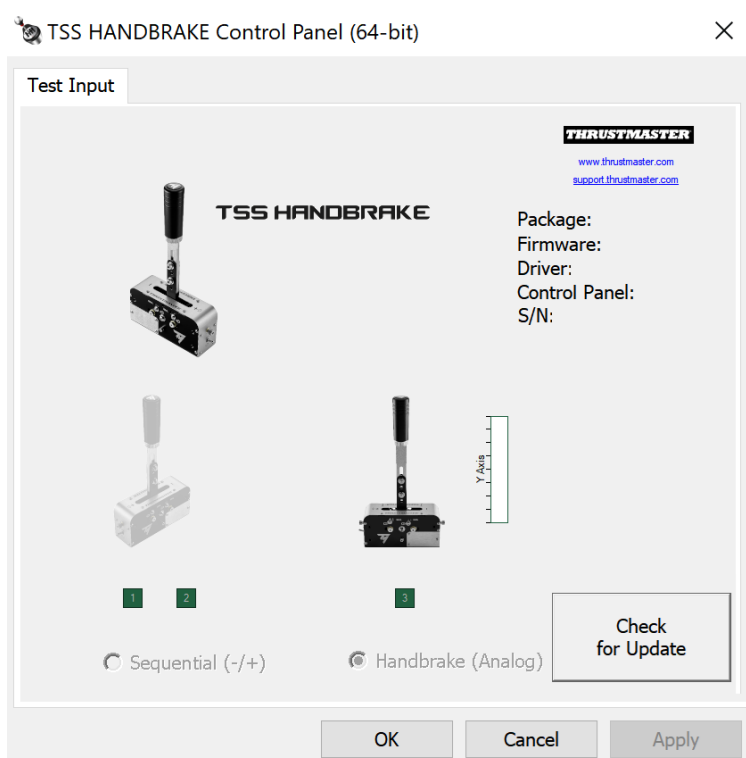 TSS HANDBRAKE Control Panel (64-bit)
Test Input
THRUSTMASTER
www.thrustmaster.com
support.thrustmaster.com
TSS HANDBRAKE
Package:
Firmware:
Driver:
Control Panel:
S/N:
Y Axis
1 2 3
Sequential (-/+) Handbrake (Analog)
Check
for Update
OK Cancel Apply